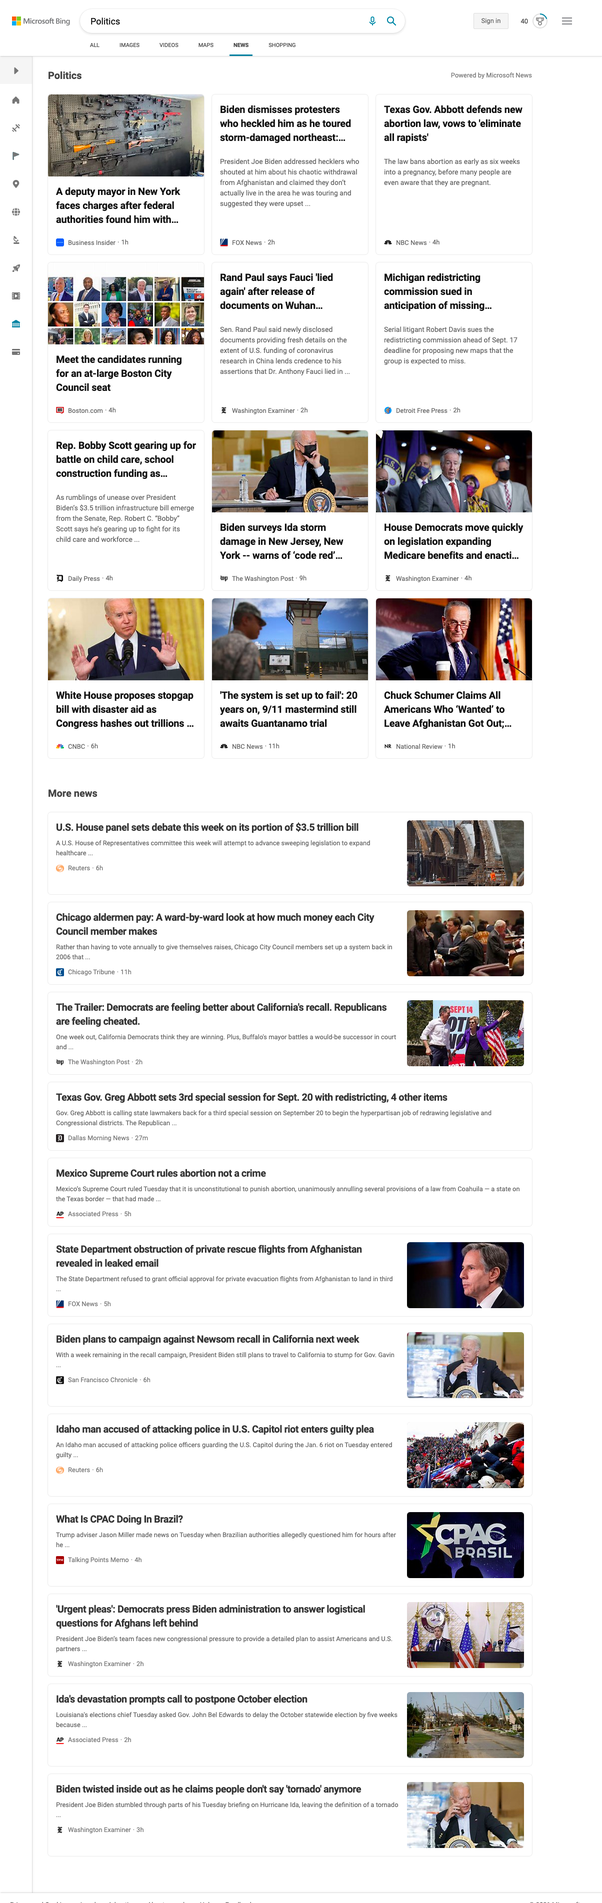 Microsoft Bing
Politics
Sign in
40
ALL IMAGES VIDEOS MAPS NEWS SHOPPING
Politics
Powered by Microsoft News
A deputy mayor in New York
faces charges after federal
authorities found him with...
Business Insider · 1h
Biden dismisses protesters
who heckled him as he toured
storm-damaged northeast:...
President Joe Biden addressed hecklers who
shouted at him about his chaotic withdrawal
from Afghanistan and claimed they don't
actually live in the area he was touring and
suggested they were upset ...
FOX News · 2h
Texas Gov. Abbott defends new
abortion law, vows to 'eliminate
all rapists'
The law bans abortion as early as six weeks
into a pregnancy, before many people are
even aware that they are pregnant.
NBC News · 4h
Meet the candidates running
for an at-large Boston City
Council seat
Boston.com · 4h
Rand Paul says Fauci 'lied
again' after release of
documents on Wuhan...
Sen. Rand Paul said newly disclosed
documents providing fresh details on the
extent of U.S. funding of coronavirus
research in China lends credence to his
assertions that Dr. Anthony Fauci lied in ...
Washington Examiner · 2h
Michigan redistricting
commission sued in
anticipation of missing...
Serial litigant Robert Davis sues the
redistricting commission ahead of Sept. 17
deadline for proposing new maps that the
group is expected to miss.
Detroit Free Press · 2h
Rep. Bobby Scott gearing up for
battle on child care, school
construction funding as...
As rumblings of unease over President
Biden's $3.5 trillion infrastructure bill emerge
from the Senate, Rep. Robert C. "Bobby"
Scott says he's gearing up to fight for its
child care and workforce ...
Daily Press · 4h
Biden surveys Ida storm
damage in New Jersey, New
York -- warns of 'code red'...
wp The Washington Post · 9h
House Democrats move quickly
on legislation expanding
Medicare benefits and enacti...
Washington Examiner · 4h
White House proposes stopgap
bill with disaster aid as
Congress hashes out trillions ...
CNBC · 6h
'The system is set up to fail': 20
years on, 9/11 mastermind still
awaits Guantanamo trial
NBC News · 11h
Chuck Schumer Claims All
Americans Who 'Wanted' to
Leave Afghanistan Got Out;...
NR National Review · 1h
More news
U.S. House panel sets debate this week on its portion of $3.5 trillion bill
A U.S. House of Representatives committee this week will attempt to advance sweeping legislation to expand
healthcare ...
Reuters · 6h
Chicago aldermen pay: A ward-by-ward look at how much money each City
Council member makes
Rather than having to vote annually to give themselves raises, Chicago City Council members set up a system back in
2006 that ...
Chicago Tribune · 11h
The Trailer: Democrats are feeling better about California's recall. Republicans
are feeling cheated.
One week out, California Democrats think they are winning. Plus, Buffalo's mayor battles a would-be successor in court
and ...
wp The Washington Post · 2h
SEPT 14
VOTE
NO
Texas Gov. Greg Abbott sets 3rd special session for Sept. 20 with redistricting, 4 other items
Gov. Greg Abbott is calling state lawmakers back for a third special session on September 20 to begin the hyperpartisan job of redrawing legislative and
Congressional districts. The Republican ...
Dallas Morning News · 27m
Mexico Supreme Court rules abortion not a crime
Mexico's Supreme Court ruled Tuesday that it is unconstitutional to punish abortion, unanimously annulling several provisions of a law from Coahuila — a state on
the Texas border — that had made ...
AP Associated Press · 5h
State Department obstruction of private rescue flights from Afghanistan
revealed in leaked email
The State Department refused to grant official approval for private evacuation flights from Afghanistan to land in third
...
FOX News · 5h
Biden plans to campaign against Newsom recall in California next week
With a week remaining in the recall campaign, President Biden still plans to travel to California to stump for Gov. Gavin
...
San Francisco Chronicle · 6h
Idaho man accused of attacking police in U.S. Capitol riot enters guilty plea
An Idaho man accused of attacking police officers guarding the U.S. Capitol during the Jan. 6 riot on Tuesday entered
guilty ...
Reuters · 6h
What Is CPAC Doing In Brazil?
Trump adviser Jason Miller made news on Tuesday when Brazilian authorities allegedly questioned him for hours after
he ...
Talking Points Memo · 4h
CPAC
BRASIL
'Urgent pleas': Democrats press Biden administration to answer logistical
questions for Afghans left behind
President Joe Biden's team faces new congressional pressure to provide a detailed plan to assist Americans and U.S.
partners ...
Washington Examiner · 2h
Ida's devastation prompts call to postpone October election
Louisiana's elections chief Tuesday asked Gov. John Bel Edwards to delay the October statewide election by five weeks
because ...
AP Associated Press · 2h
Biden twisted inside out as he claims people don't say 'tornado' anymore
President Joe Biden stumbled through parts of his Tuesday briefing on Hurricane Ida, leaving the definition of a tornado
...
Washington Examiner · 3h